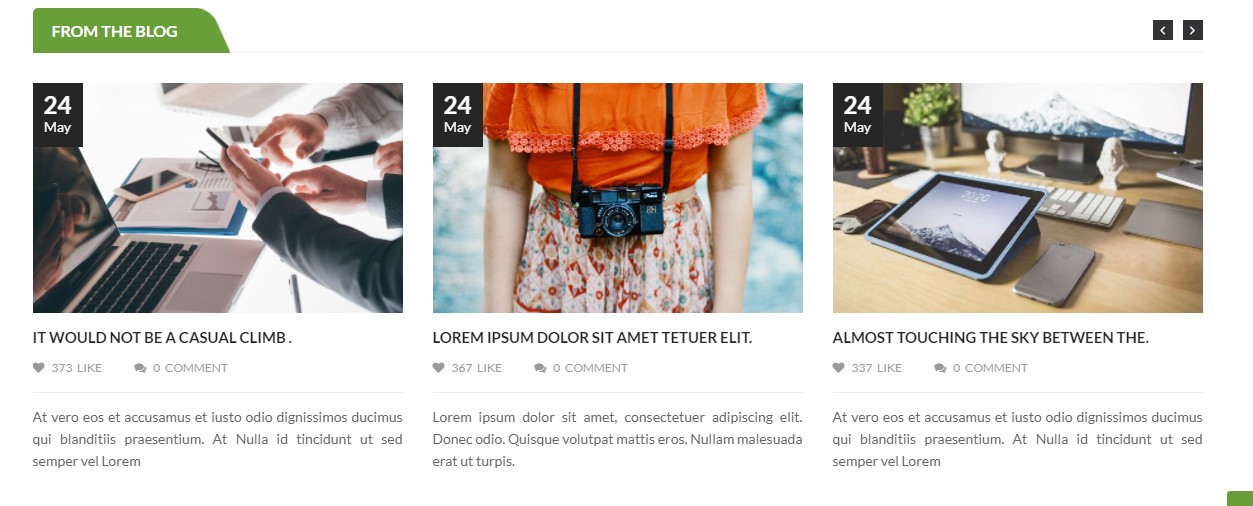 FROM THE BLOG
24
May
24
May
24
May
20:26
IT WOULD NOT BE A CASUAL CLIMB .
373 LIKE 0 COMMENT
At vero eos et accusamus et iusto odio dignissimos ducimus
qui blanditiis praesentium. At Nulla id tincidunt ut sed
semper vel Lorem
LOREM IPSUM DOLOR SIT AMET TETUER ELIT.
367 LIKE 0 COMMENT
Lorem ipsum dolor sit amet, consectetuer adipiscing elit.
Donec odio. Quisque volutpat mattis eros. Nullam malesuada
erat ut turpis.
ALMOST TOUCHING THE SKY BETWEEN THE.
337 LIKE 0 COMMENT
At vero eos et accusamus et iusto odio dignissimos ducimus
qui blanditiis praesentium. At Nulla id tincidunt ut sed
semper vel Lorem